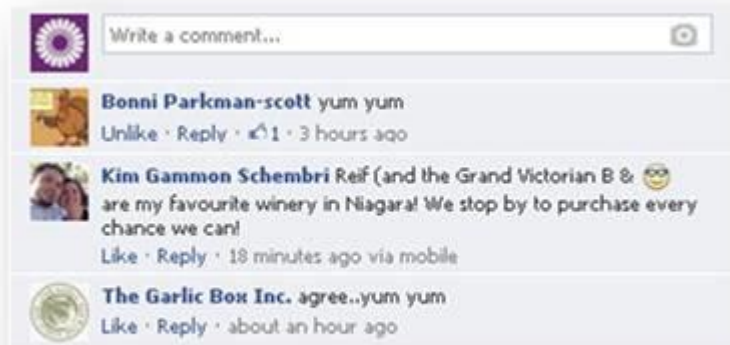 Write a comment...
Bonni Parkman-scott yum yum
Unlike · Reply · 1 · 3 hours ago
Kim Gammon Schembri Reif (and the Grand Victorian B &
are my favourite winery in Niagara! We stop by to purchase every
chance we can!
Like · Reply · 18 minutes ago via mobile
The Garlic Box Inc. agree..yum yum
Like · Reply · about an hour ago